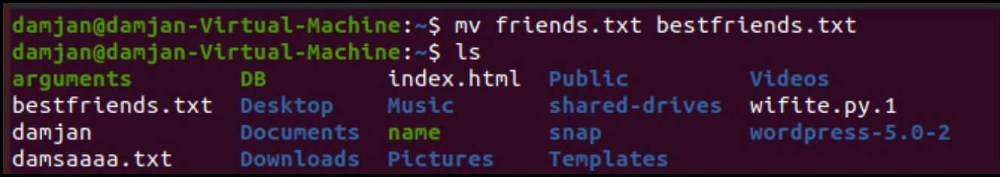 damjan@damjan-Virtual-Machine:~$ mv friends.txt bestfriends.txt
damjan@damjan-Virtual-Machine:~$ ls
arguments DB index.html Public Videos
bestfriends.txt Desktop Music shared-drives wifite.py.1
damjan Documents name snap wordpress-5.0-2
damsaaaa.txt Downloads Pictures Templates